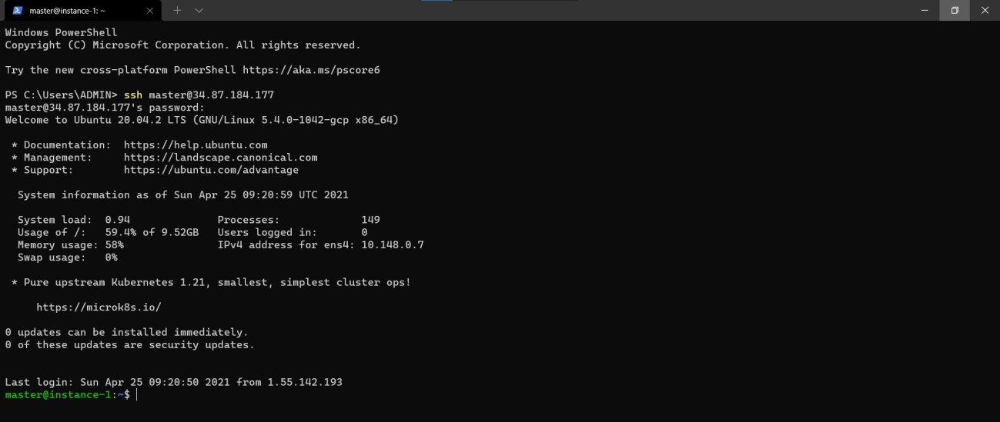 master@instance-1: ~
Windows PowerShell
Copyright (C) Microsoft Corporation. All rights reserved.
Try the new cross-platform PowerShell https://aka.ms/pscore6
PS C:\Users\ADMIN> ssh master@34.87.184.177
master@34.87.184.177's password:
Welcome to Ubuntu 20.04.2 LTS (GNU/Linux 5.4.0-1042-gcp x86_64)
* Documentation:  https://help.ubuntu.com
* Management:     https://landscape.canonical.com
* Support:        https://ubuntu.com/advantage
System information as of Sun Apr 25 09:20:59 UTC 2021
System load:  0.94              Processes:             149
Usage of /:   59.4% of 9.52GB   Users logged in:       0
Memory usage: 58%               IPv4 address for ens4: 10.148.0.7
Swap usage:   0%
* Pure upstream Kubernetes 1.21, smallest, simplest cluster ops!
https://microk8s.io/
0 updates can be installed immediately.
0 of these updates are security updates.
Last login: Sun Apr 25 09:20:50 2021 from 1.55.142.193
master@instance-1:~$